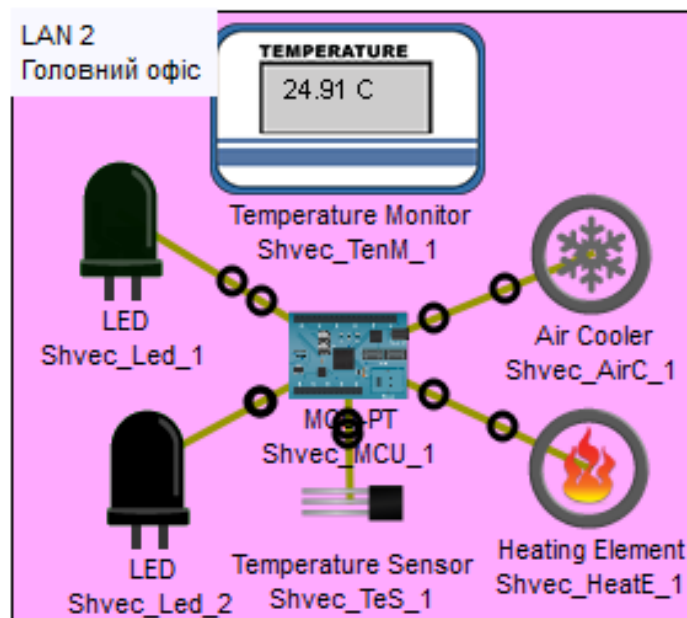 LAN 2
Головний офіс
TEMPERATURE
24.91 C
Temperature Monitor
Shvec_TenM_1
LED
Shvec_Led_1
Air Cooler
Shvec_AirC_1
MCU-PT
Shvec_MCU_1
LED
Shvec_Led_2
Temperature Sensor
Shvec_TeS_1
Heating Element
Shvec_HeatE_1